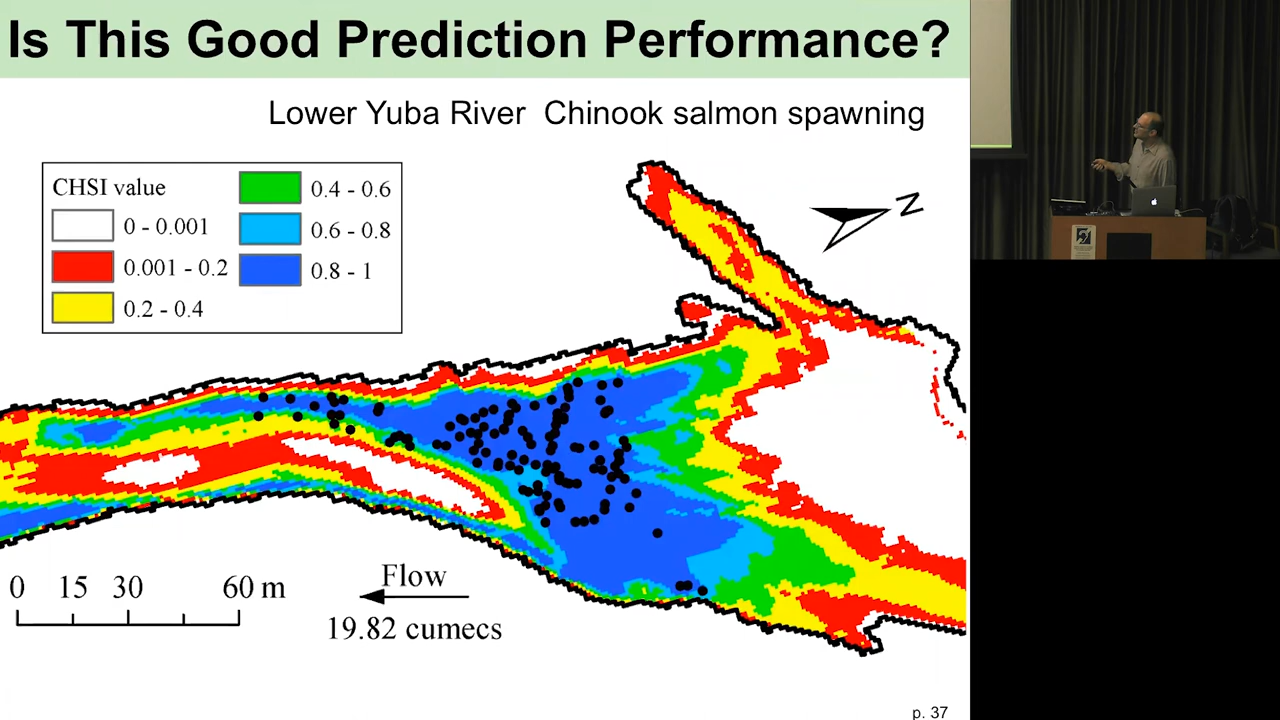 Is This Good Prediction Performance?
Lower Yuba River Chinook salmon spawning
CHSI value
0 - 0.001
0.001 - 0.2
0.2 - 0.4
0.4 - 0.6
0.6 - 0.8
0.8 - 1
N
0 15 30 60 m
Flow
19.82 cumecs
p. 37